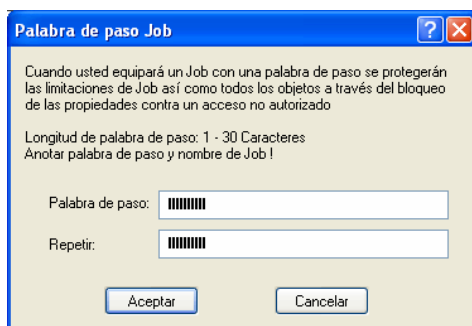 Palabra de paso Job
Cuando usted equipará un Job con una palabra de paso se protegerán
las limitaciones de Job así como todos los objetos a través del bloqueo
de las propiedades contra un acceso no autorizado
Longitud de palabra de paso: 1 - 30 Caracteres
Anotar palabra de paso y nombre de Job !
Palabra de paso:
Repetir:
Aceptar Cancelar